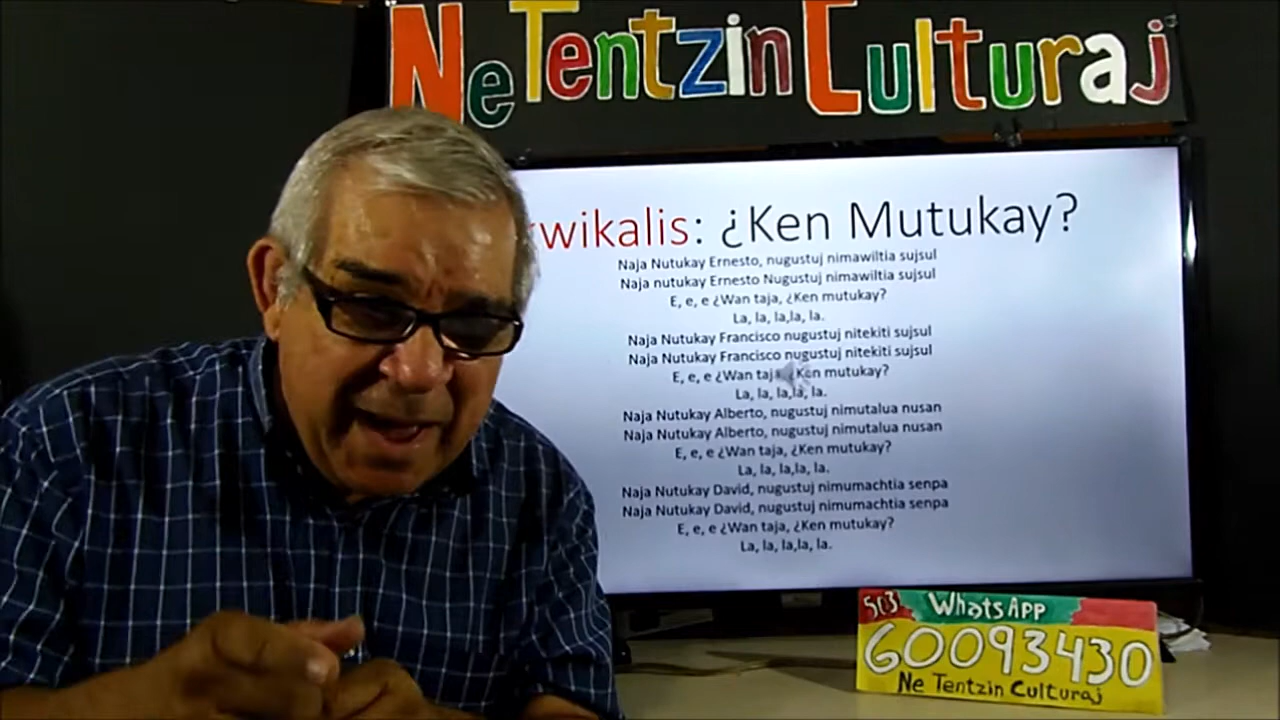 Ne Tentzin Culturaj
wikalis: ¿Ken Mutukay?
Naja Nutukay Ernesto, nugustuj nimawiltia sujsul
Naja nutukay Ernesto Nugustuj nimawiltia sujsul
E, e, e ¿Wan taja, ¿Ken mutukay?
La, la, la,la, la.
Naja Nutukay Francisco nugustuj nitekiti sujsul
Naja Nutukay Francisco nugustuj nitekiti sujsul
E, e, e ¿Wan taja, ¿Ken mutukay?
La, la, la,la, la.
Naja Nutukay Alberto, nugustuj nimutalua nusan
Naja Nutukay Alberto, nugustuj nimutalua nusan
E, e, e ¿Wan taja, ¿Ken mutukay?
La, la, la,la, la.
Naja Nutukay David, nugustuj nimumachtia senpa
Naja Nutukay David, nugustuj nimumachtia senpa
E, e, e ¿Wan taja, ¿Ken mutukay?
La, la, la,la, la.
503 WhatsApp
60093430
Ne Tentzin Culturaj